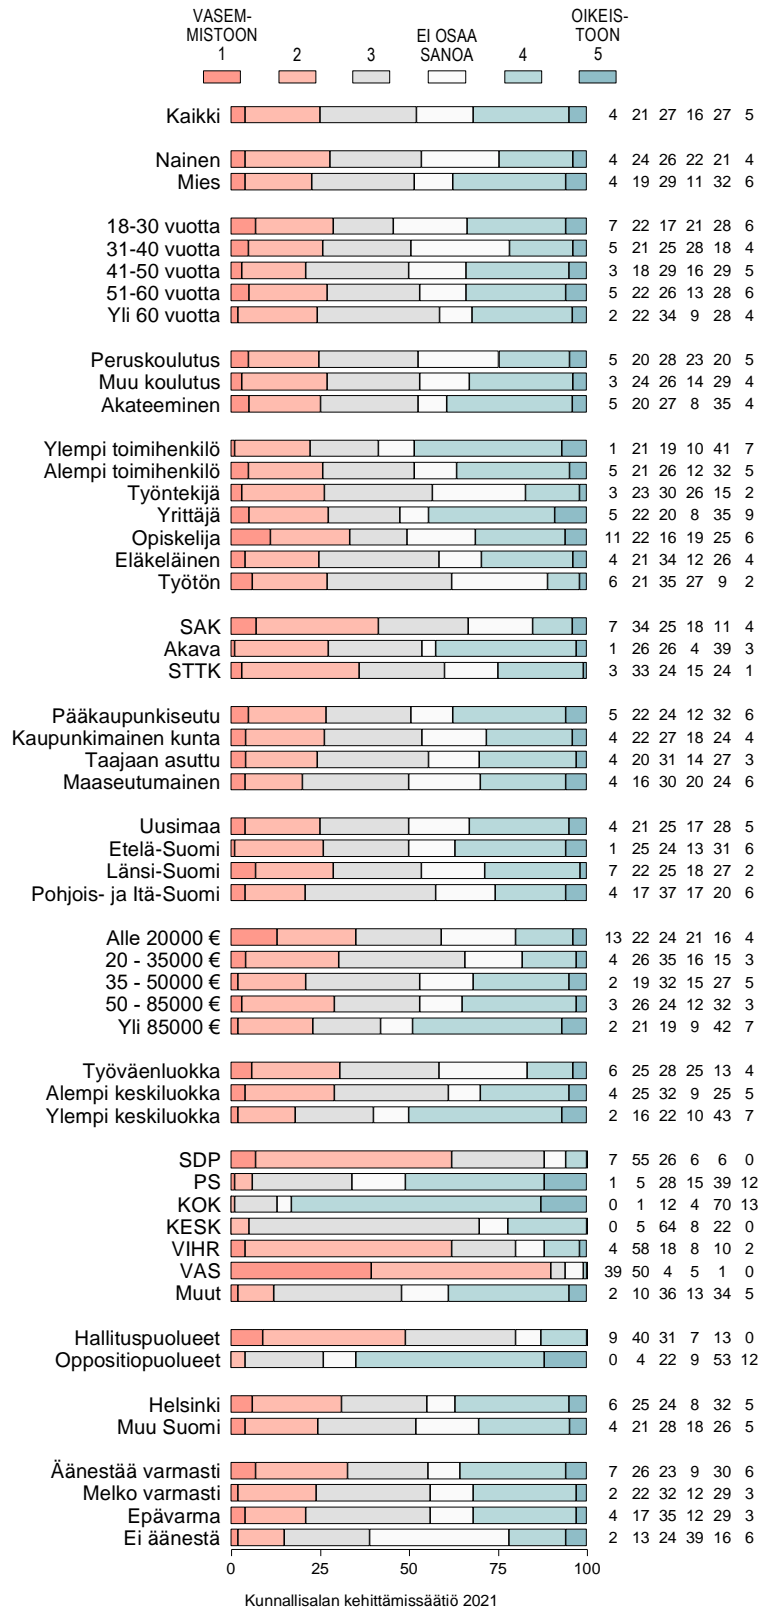 VASEM-
MISTOON
1 2 3 EI OSAA
SANOA 4 OIKEIS-
TOON
5
Kaikki 4 21 27 16 27 5
Nainen 4 24 26 22 21 4
Mies 4 19 29 11 32 6
18-30 vuotta 7 22 17 21 28 6
31-40 vuotta 5 21 25 28 18 4
41-50 vuotta 3 18 29 16 29 5
51-60 vuotta 5 22 26 13 28 6
Yli 60 vuotta 2 22 34 9 28 4
Peruskoulutus 5 20 28 23 20 5
Muu koulutus 3 24 26 14 29 4
Akateeminen 5 20 27 8 35 4
Ylempi toimihenkilö 1 21 19 10 41 7
Alempi toimihenkilö 5 21 26 12 32 5
Työntekijä 3 23 30 26 15 2
Yrittäjä 5 22 20 8 35 9
Opiskelija 11 22 16 19 25 6
Eläkeläinen 4 21 34 12 26 4
Työtön 6 21 35 27 9 2
SAK 7 34 25 18 11 4
Akava 1 26 26 4 39 3
STTK 3 33 24 15 24 1
Pääkaupunkiseutu 5 22 24 12 32 6
Kaupunkimainen kunta 4 22 27 18 24 4
Taajaan asuttu 4 20 31 14 27 3
Maaseutumainen 4 16 30 20 24 6
Uusimaa 4 21 25 17 28 5
Etelä-Suomi 1 25 24 13 31 6
Länsi-Suomi 7 22 25 18 27 2
Pohjois- ja Itä-Suomi 4 17 37 17 20 6
Alle 20000 € 13 22 24 21 16 4
20 - 35000 € 4 26 35 16 15 3
35 - 50000 € 2 19 32 15 27 5
50 - 85000 € 3 26 24 12 32 3
Yli 85000 € 2 21 19 9 42 7
Työväenluokka 6 25 28 25 13 4
Alempi keskiluokka 4 25 32 9 25 5
Ylempi keskiluokka 2 16 22 10 43 7
SDP 7 55 26 6 6 0
PS 1 5 28 15 39 12
KOK 0 1 12 4 70 13
KESK 0 5 64 8 22 0
VIHR 4 58 18 8 10 2
VAS 39 50 4 5 1 0
Muut 2 10 36 13 34 5
Hallituspuolueet 9 40 31 7 13 0
Oppositiopuolueet 0 4 22 9 53 12
Helsinki 6 25 24 8 32 5
Muu Suomi 4 21 28 18 26 5
Äänestää varmasti 7 26 23 9 30 6
Melko varmasti 2 22 32 12 29 3
Epävarma 4 17 35 12 29 3
Ei äänestä 2 13 24 39 16 6
0 25 50 75 100
Kunnallisalan kehittämissäätiö 2021